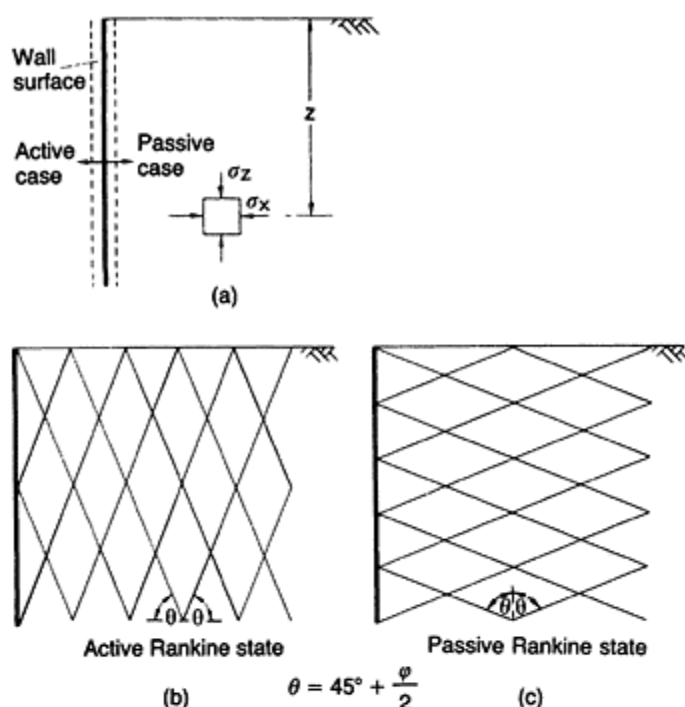 Wall
surface
z
Active
case
Passive
case
σz
σx
(a)
θ θ
θ θ
Active Rankine state
Passive Rankine state
(b)
θ = 45° + φ/2
(c)